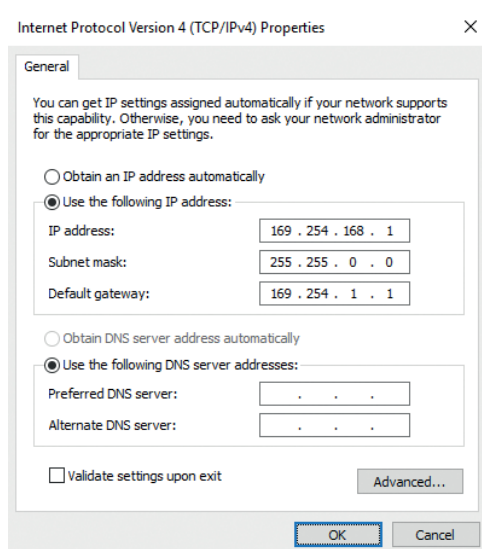 Internet Protocol Version 4 (TCP/IPv4) Properties
General
You can get IP settings assigned automatically if your network supports
this capability. Otherwise, you need to ask your network administrator
for the appropriate IP settings.
Obtain an IP address automatically
Use the following IP address:
IP address: 169 . 254 . 168 . 1
Subnet mask: 255 . 255 . 0 . 0
Default gateway: 169 . 254 . 1 . 1
Obtain DNS server address automatically
Use the following DNS server addresses:
Preferred DNS server: . . .
Alternate DNS server: . . .
Validate settings upon exit
Advanced...
OK Cancel